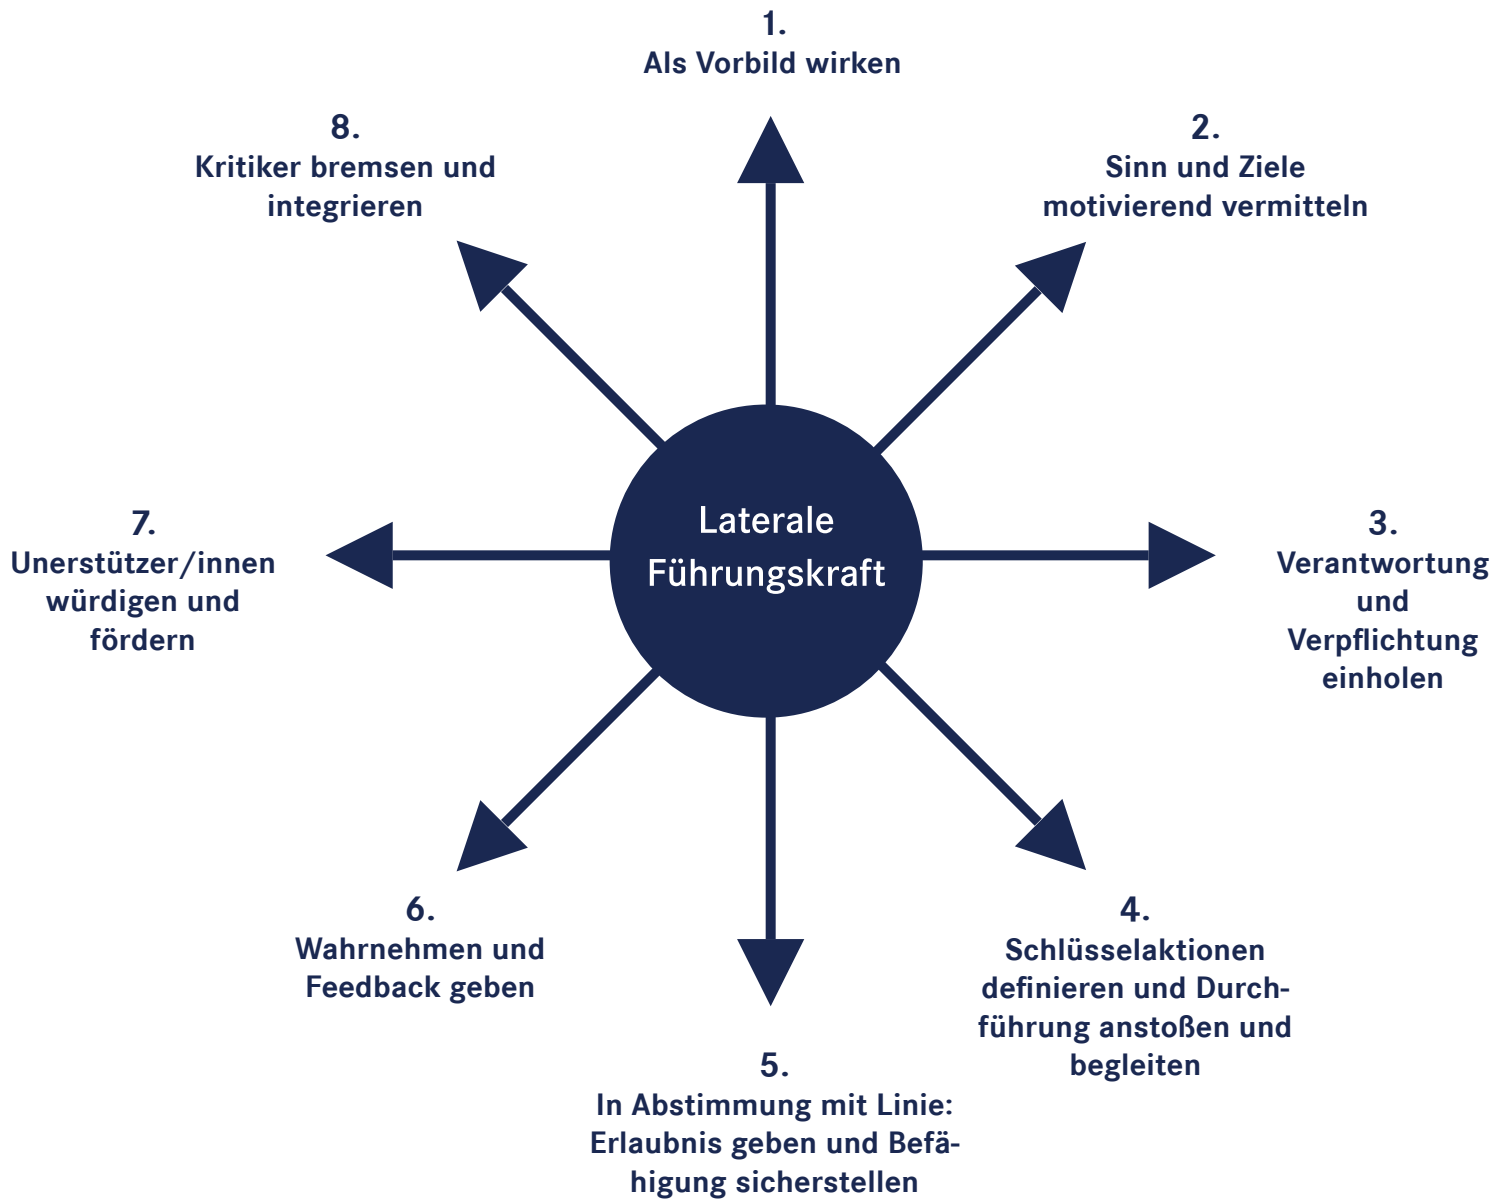 1.
Als Vorbild wirken
2.
Sinn und Ziele
motivierend vermitteln
3.
Verantwortung
und
Verpflichtung
einholen
4.
Schlüsselaktionen
definieren und Durch-
führung anstoßen und
begleiten
5.
In Abstimmung mit Linie:
Erlaubnis geben und Befä-
higung sicherstellen
6.
Wahrnehmen und
Feedback geben
7.
Unerstützer/innen
würdigen und
fördern
8.
Kritiker bremsen und
integrieren
Laterale
Führungskraft